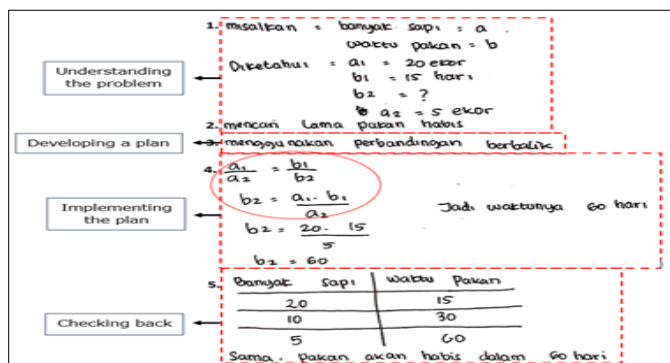 1. misalkan = banyak sapi = a.
waktu pakan = b
Understanding
the problem
Diketahui = a₁ = 20 ekor
b₁ = 15 hari
b₂ = ?
a₂ = 5 ekor
2. mencari lama pakan habis
Developing a plan
3. menggunakan perbandingan berbalik
Implementing
the plan
4. a₁/a₂ = b₁/b₂
b₂ = a₁. b₁/a₂
b₂ = 20. 15/5
b₂ = 60
Jadi waktunya 60 hari
Checking back
5. Banyak sapi | waktu pakan
20 | 15
10 | 30
5 | 60
Sama. pakan akan habis dalam 60 hari